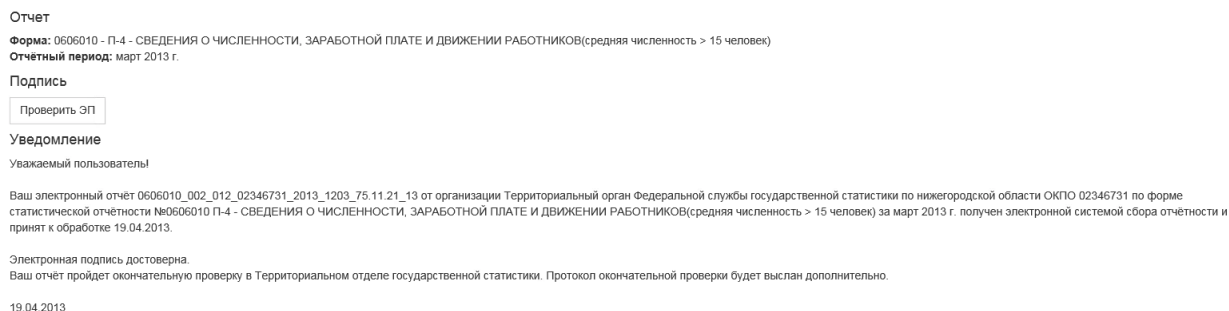 Отчет
Форма: 0606010 - П-4 - СВЕДЕНИЯ О ЧИСЛЕННОСТИ, ЗАРАБОТНОЙ ПЛАТЕ И ДВИЖЕНИИ РАБОТНИКОВ(средняя численность > 15 человек)
Отчётный период: март 2013 г.
Подпись
Проверить ЭП
Уведомление
Уважаемый пользователь!
Ваш электронный отчёт 0606010_002_012_02346731_2013_1203_75.11.21_13 от организации Территориальный орган Федеральной службы государственной статистики по нижегородской области ОКПО 02346731 по форме
статистической отчётности №0606010 П-4 - СВЕДЕНИЯ О ЧИСЛЕННОСТИ, ЗАРАБОТНОЙ ПЛАТЕ И ДВИЖЕНИИ РАБОТНИКОВ(средняя численность > 15 человек) за март 2013 г. получен электронной системой сбора отчётности и
принят к обработке 19.04.2013.
Электронная подпись достоверна.
Ваш отчёт пройдет окончательную проверку в Территориальном отделе государственной статистики. Протокол окончательной проверки будет выслан дополнительно.
19.04.2013